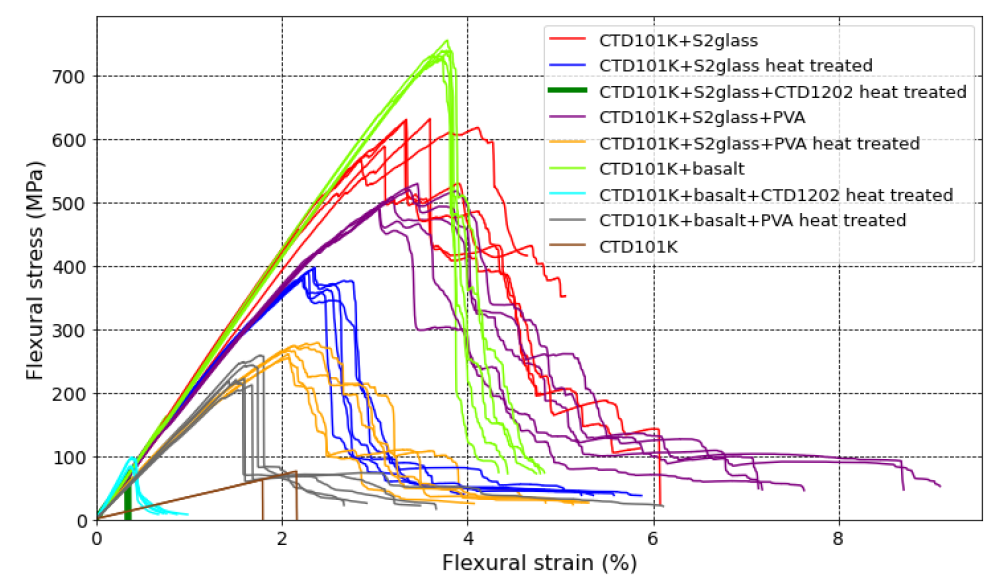 CTD101K+S2glass
CTD101K+S2glass heat treated
CTD101K+S2glass+CTD1202 heat treated
CTD101K+S2glass+PVA
CTD101K+S2glass+PVA heat treated
CTD101K+basalt
CTD101K+basalt+CTD1202 heat treated
CTD101K+basalt+PVA heat treated
CTD101K
Flexural stress (MPa)
700
600
500
400
300
200
100
0
0 2 4 6 8
Flexural strain (%)